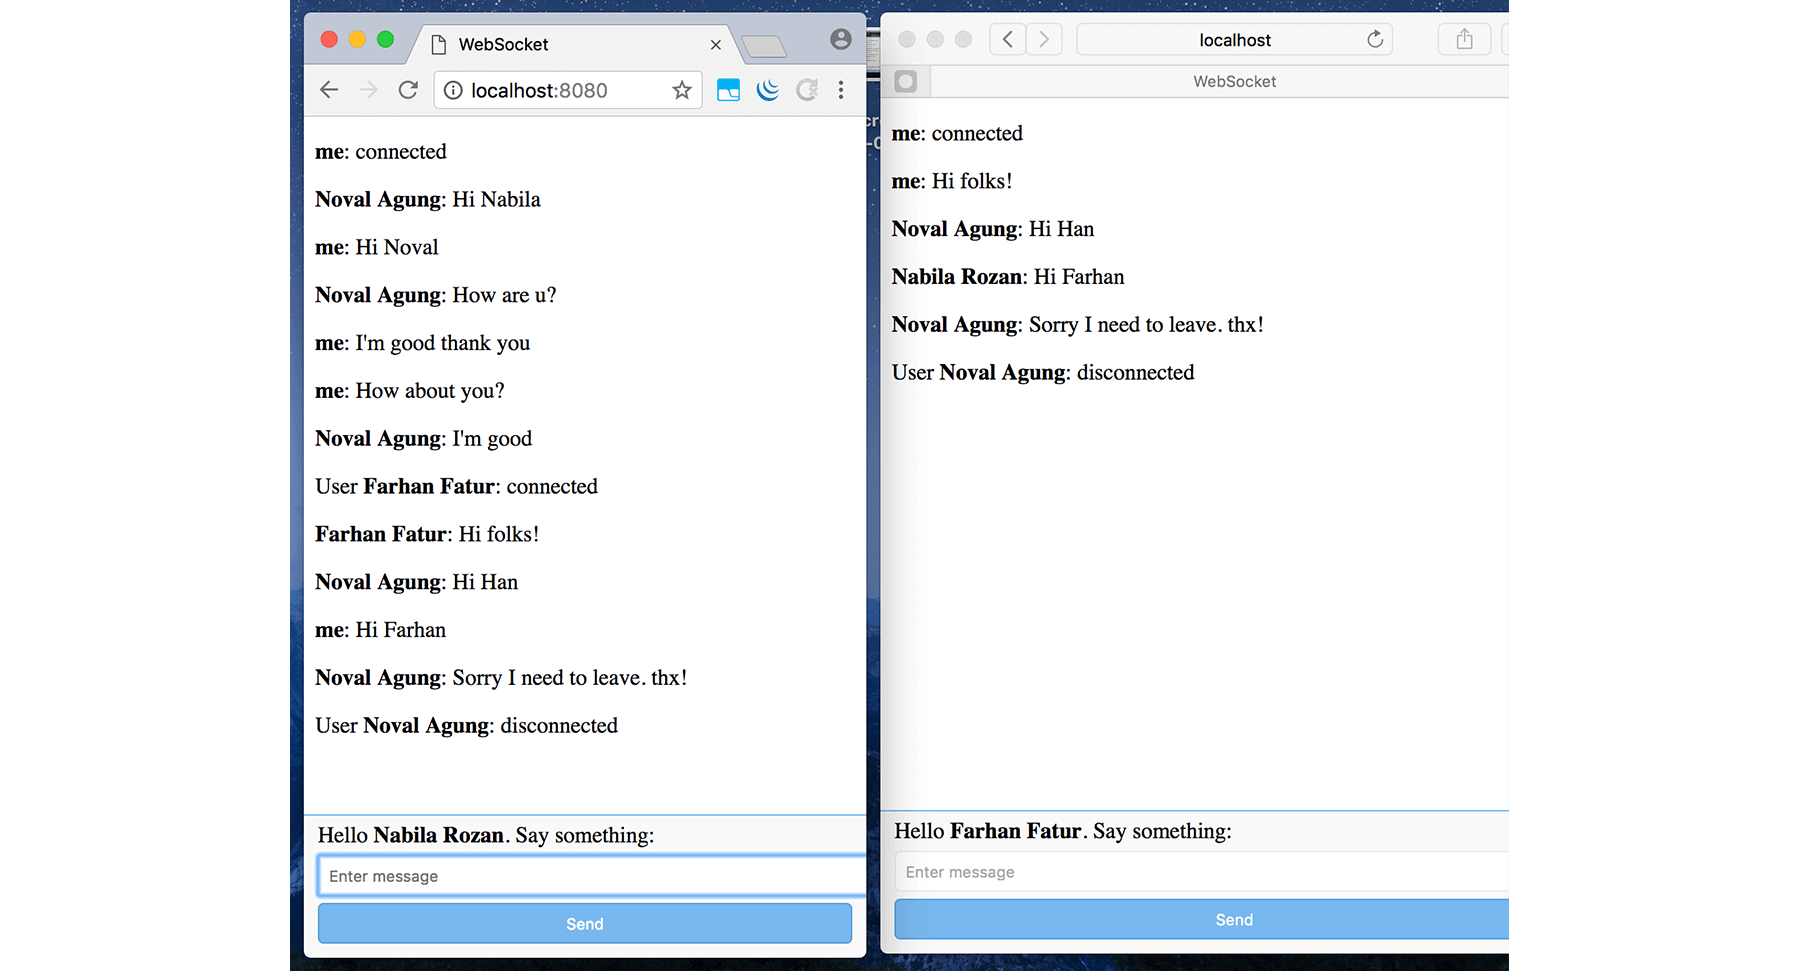 WebSocket
localhost:8080
me: connected
Noval Agung: Hi Nabila
me: Hi Noval
Noval Agung: How are u?
me: I'm good thank you
me: How about you?
Noval Agung: I'm good
User Farhan Fatur: connected
Farhan Fatur: Hi folks!
Noval Agung: Hi Han
me: Hi Farhan
Noval Agung: Sorry I need to leave. thx!
User Noval Agung: disconnected
Hello Nabila Rozan. Say something:
Enter message
Send
localhost
WebSocket
me: connected
me: Hi folks!
Noval Agung: Hi Han
Nabila Rozan: Hi Farhan
Noval Agung: Sorry I need to leave. thx!
User Noval Agung: disconnected
Hello Farhan Fatur. Say something:
Enter message
Send